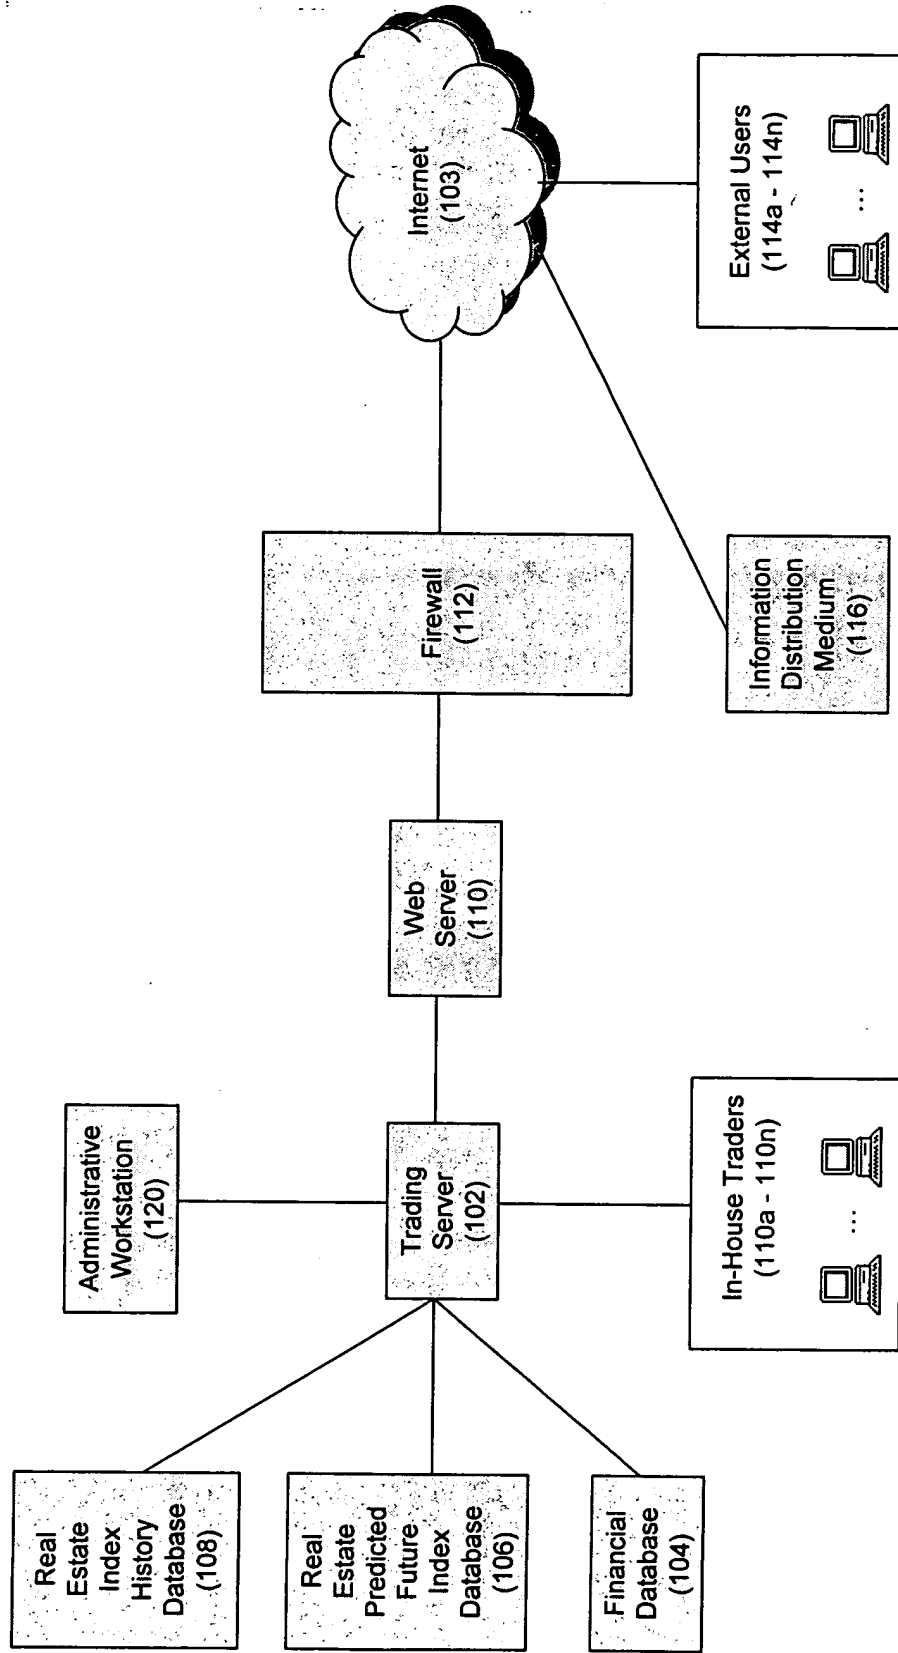 Real
Estate
Index
History
Database
(108)
Real
Estate
Predicted
Future
Index
Database
(106)
Financial
Database
(104)
Administrative
Workstation
(120)
Trading
Server
(102)
In-House Traders
(110a - 110n)
...
Web
Server
(110)
Firewall
(112)
Information
Distribution
Medium
(116)
Internet
(103)
External Users
(114a - 114n)
...